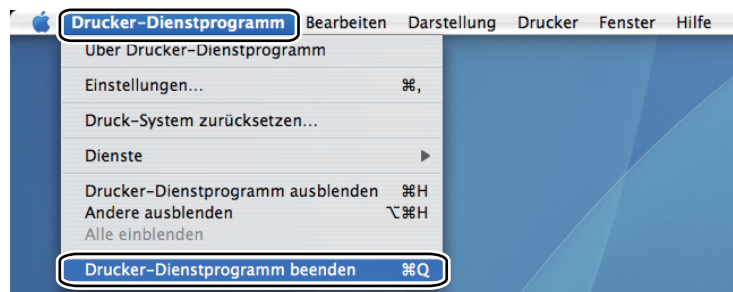 Drucker-Dienstprogramm Bearbeiten Darstellung Drucker Fenster Hilfe
Über Drucker-Dienstprogramm
Einstellungen... ⌘,
Druck-System zurücksetzen...
Dienste ▶
Drucker-Dienstprogramm ausblenden ⌘H
Andere ausblenden ⌥⌘H
Alle einblenden
Drucker-Dienstprogramm beenden ⌘Q